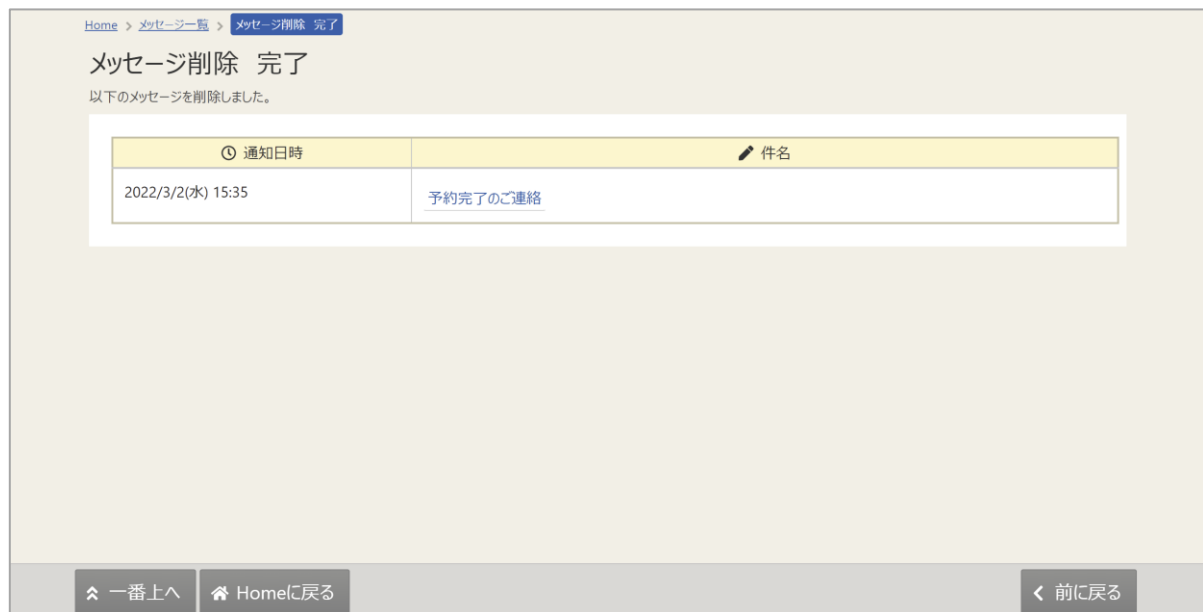 Home > メッセージ一覧 > メッセージ削除 完了
メッセージ削除 完了
以下のメッセージを削除しました。
通知日時 件名
2022/3/2(水) 15:35 予約完了のご連絡
一番上へ Homeに戻る 前に戻る